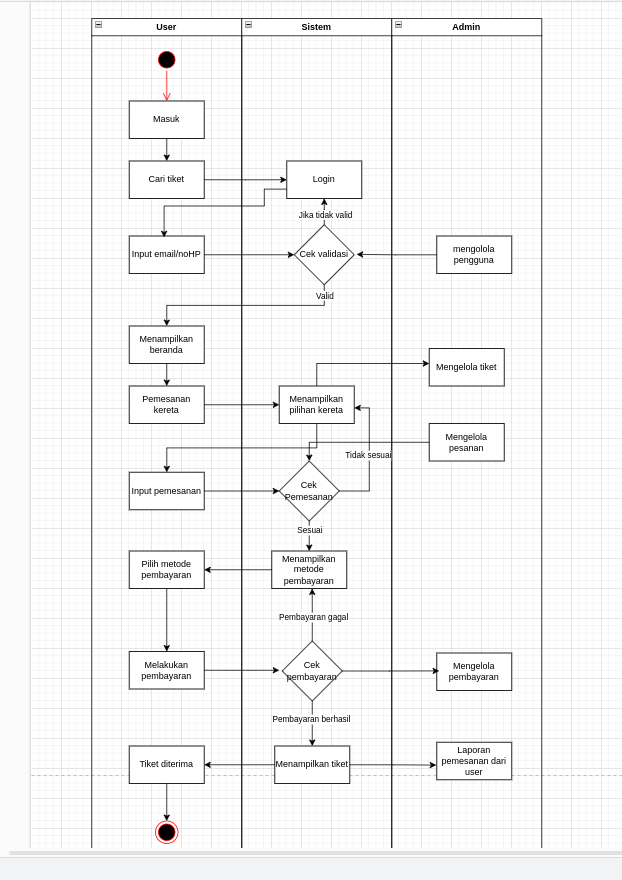 User
Sistem
Admin
Masuk
Cari tiket
Login
Jika tidak valid
Input email/noHP
Cek validasi
mengolola
pengguna
Valid
Menampilkan
beranda
Mengelola tiket
Pemesanan
kereta
Menampilkan
pilihan kereta
Mengelola
pesanan
Tidak sesuai
Input pemesanan
Cek
Pemesanan
Sesuai
Pilih metode
pembayaran
Menampilkan
metode
pembayaran
Pembayaran gagal
Melakukan
pembayaran
Cek
pembayaran
Mengelola
pembayaran
Pembayaran berhasil
Tiket diterima
Menampilkan tiket
Laporan
pemesanan dari
user